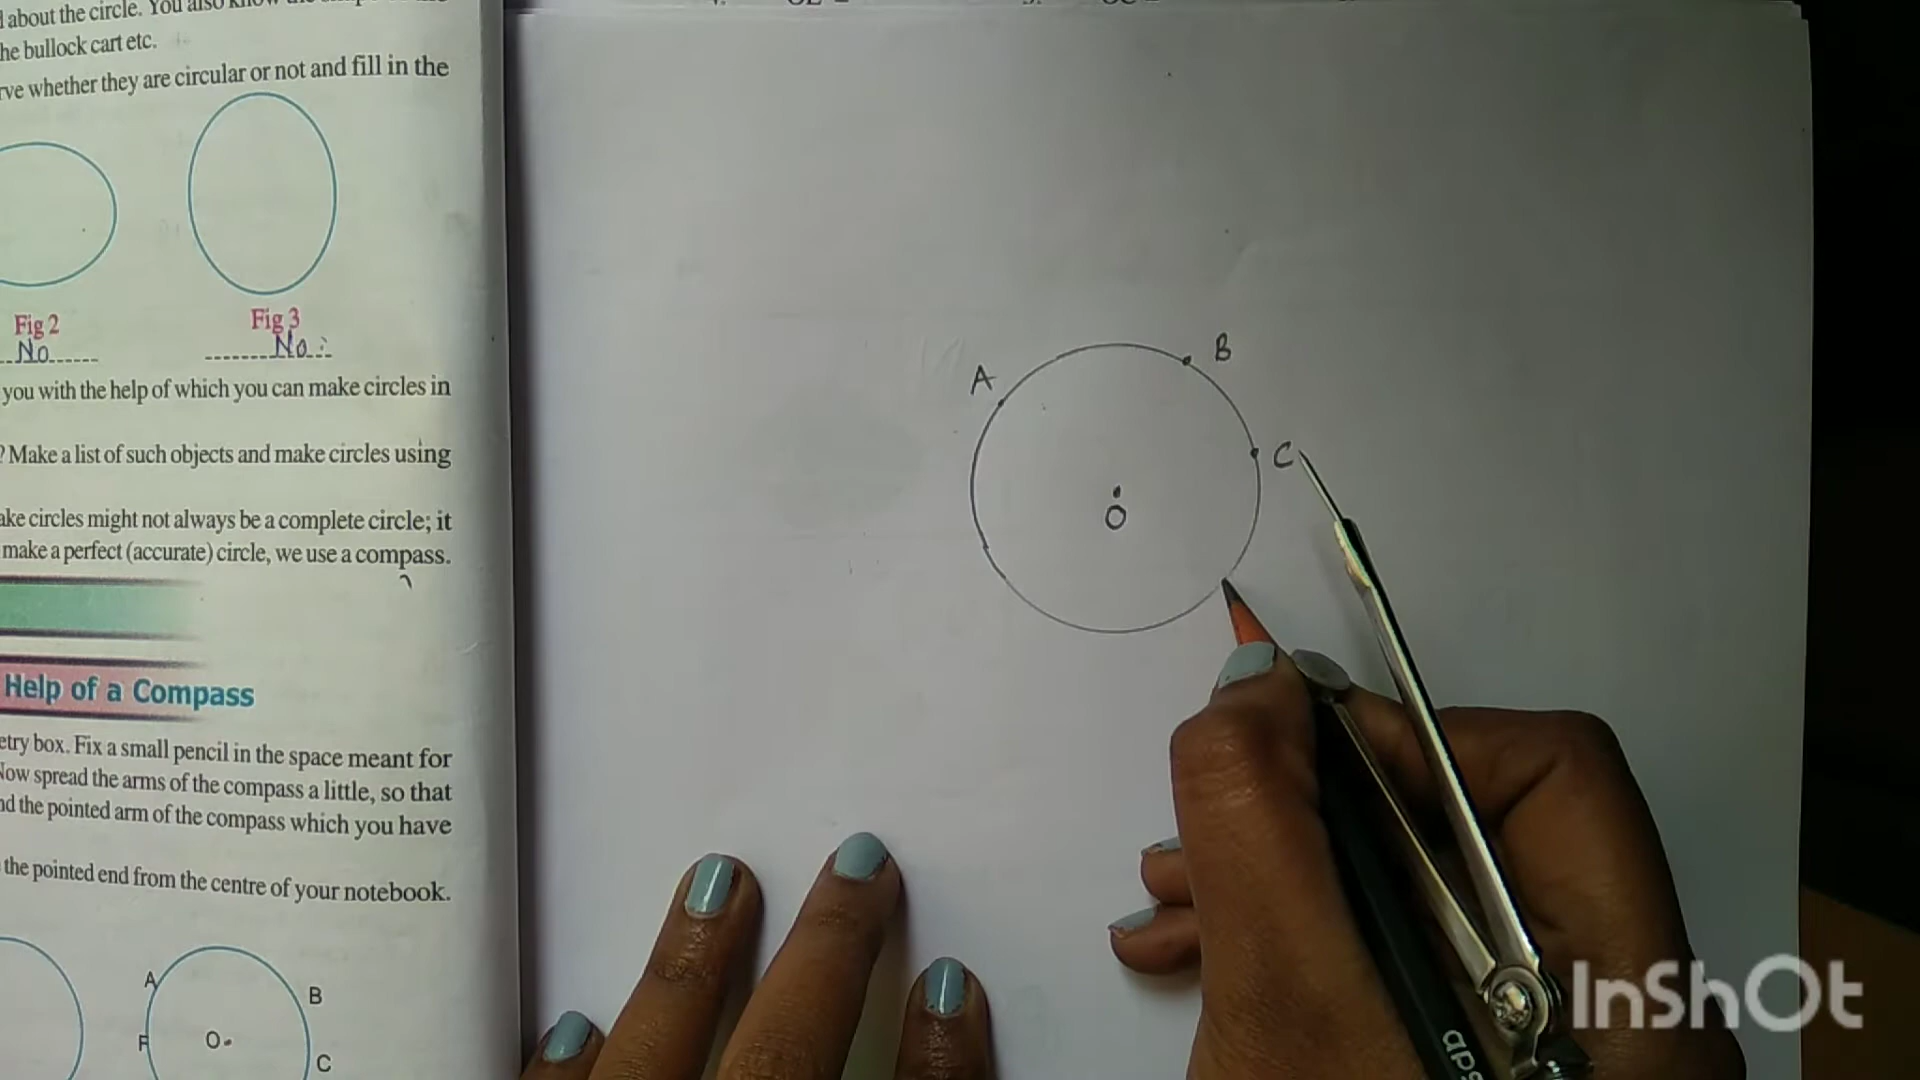 about the circle. You also know the
he bullock cart etc.
rve whether they are circular or not and fill in the
Fig 2
No
Fig 3
No
you with the help of which you can make circles in
? Make a list of such objects and make circles using
ake circles might not always be a complete circle; it
make a perfect (accurate) circle, we use a compass.
Help of a Compass
etry box. Fix a small pencil in the space meant for
Now spread the arms of the compass a little, so that
nd the pointed arm of the compass which you have
the pointed end from the centre of your notebook.
A
B
F
O
C
A
B
C
O
apsa
InShOt